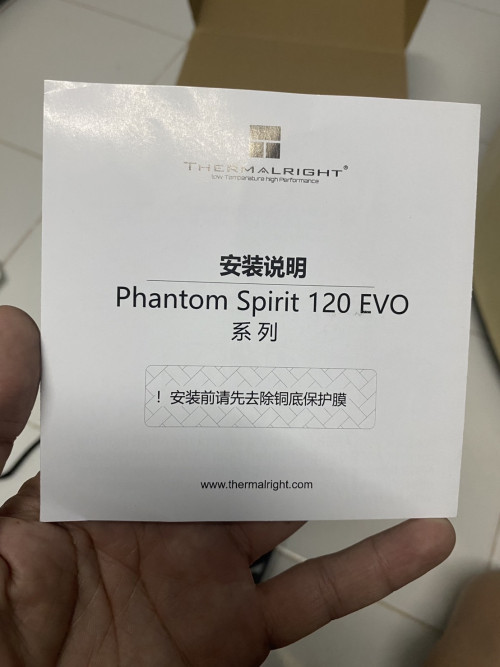 THERMALRIGHT®
low Temperature high Performance
安装说明
Phantom Spirit 120 EVO
系列
！安装前请先去除铜底保护膜
www.thermalright.com